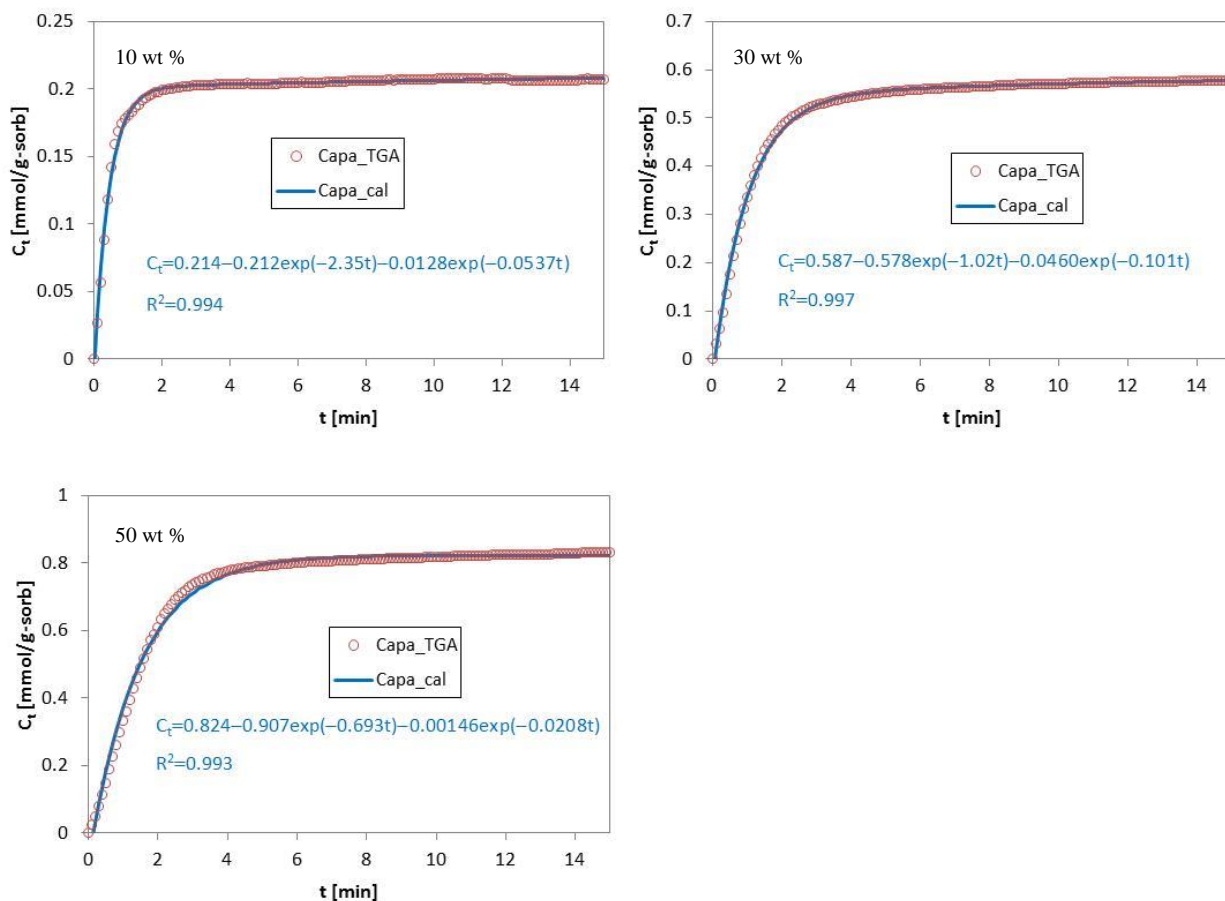 10 wt %
0.25
0.2
0.15
0.1
0.05
0
Cₜ [mmol/g-sorb]
Capa_TGA
Capa_cal
Cₜ=0.214−0.212exp(−2.35t)−0.0128exp(−0.0537t)
R²=0.994
0 2 4 6 8 10 12 14
t [min]
30 wt %
0.7
0.6
0.5
0.4
0.3
0.2
0.1
0
Cₜ [mmol/g-sorb]
Capa_TGA
Capa_cal
Cₜ=0.587−0.578exp(−1.02t)−0.0460exp(−0.101t)
R²=0.997
0 2 4 6 8 10 12 14
t [min]
50 wt %
1
0.8
0.6
0.4
0.2
0
Cₜ [mmol/g-sorb]
Capa_TGA
Capa_cal
Cₜ=0.824−0.907exp(−0.693t)−0.00146exp(−0.0208t)
R²=0.993
0 2 4 6 8 10 12 14
t [min]